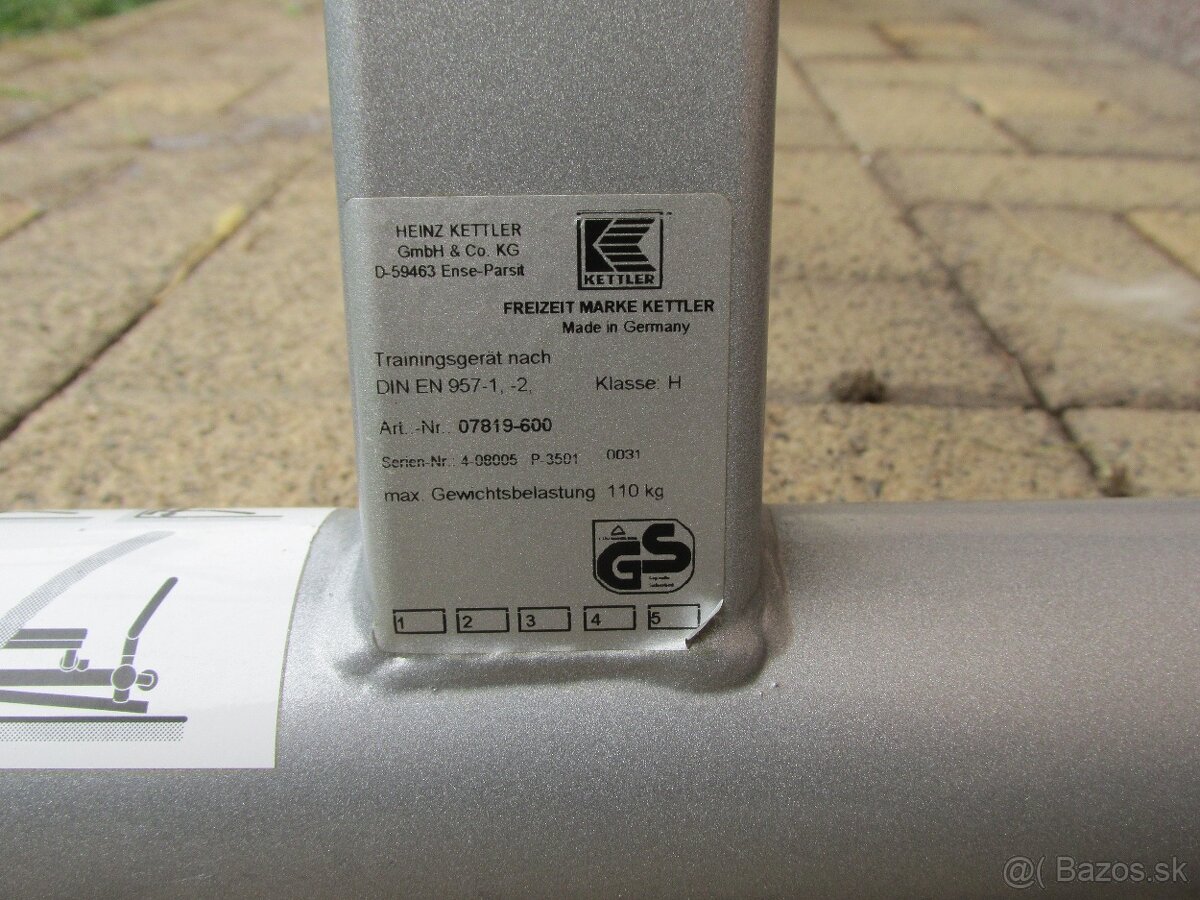 HEINZ KETTLER
GmbH & Co. KG
D-59463 Ense-Parsit
KETTLER
FREIZEIT MARKE KETTLER
Made in Germany
Trainingsgerät nach
DIN EN 957-1, -2, Klasse: H
Art.-Nr.: 07819-600
Serien-Nr.: 4-08005 P-3501 0031
max. Gewichtsbelastung 110 kg
GS
1 2 3 4 5
@( Bazos.sk